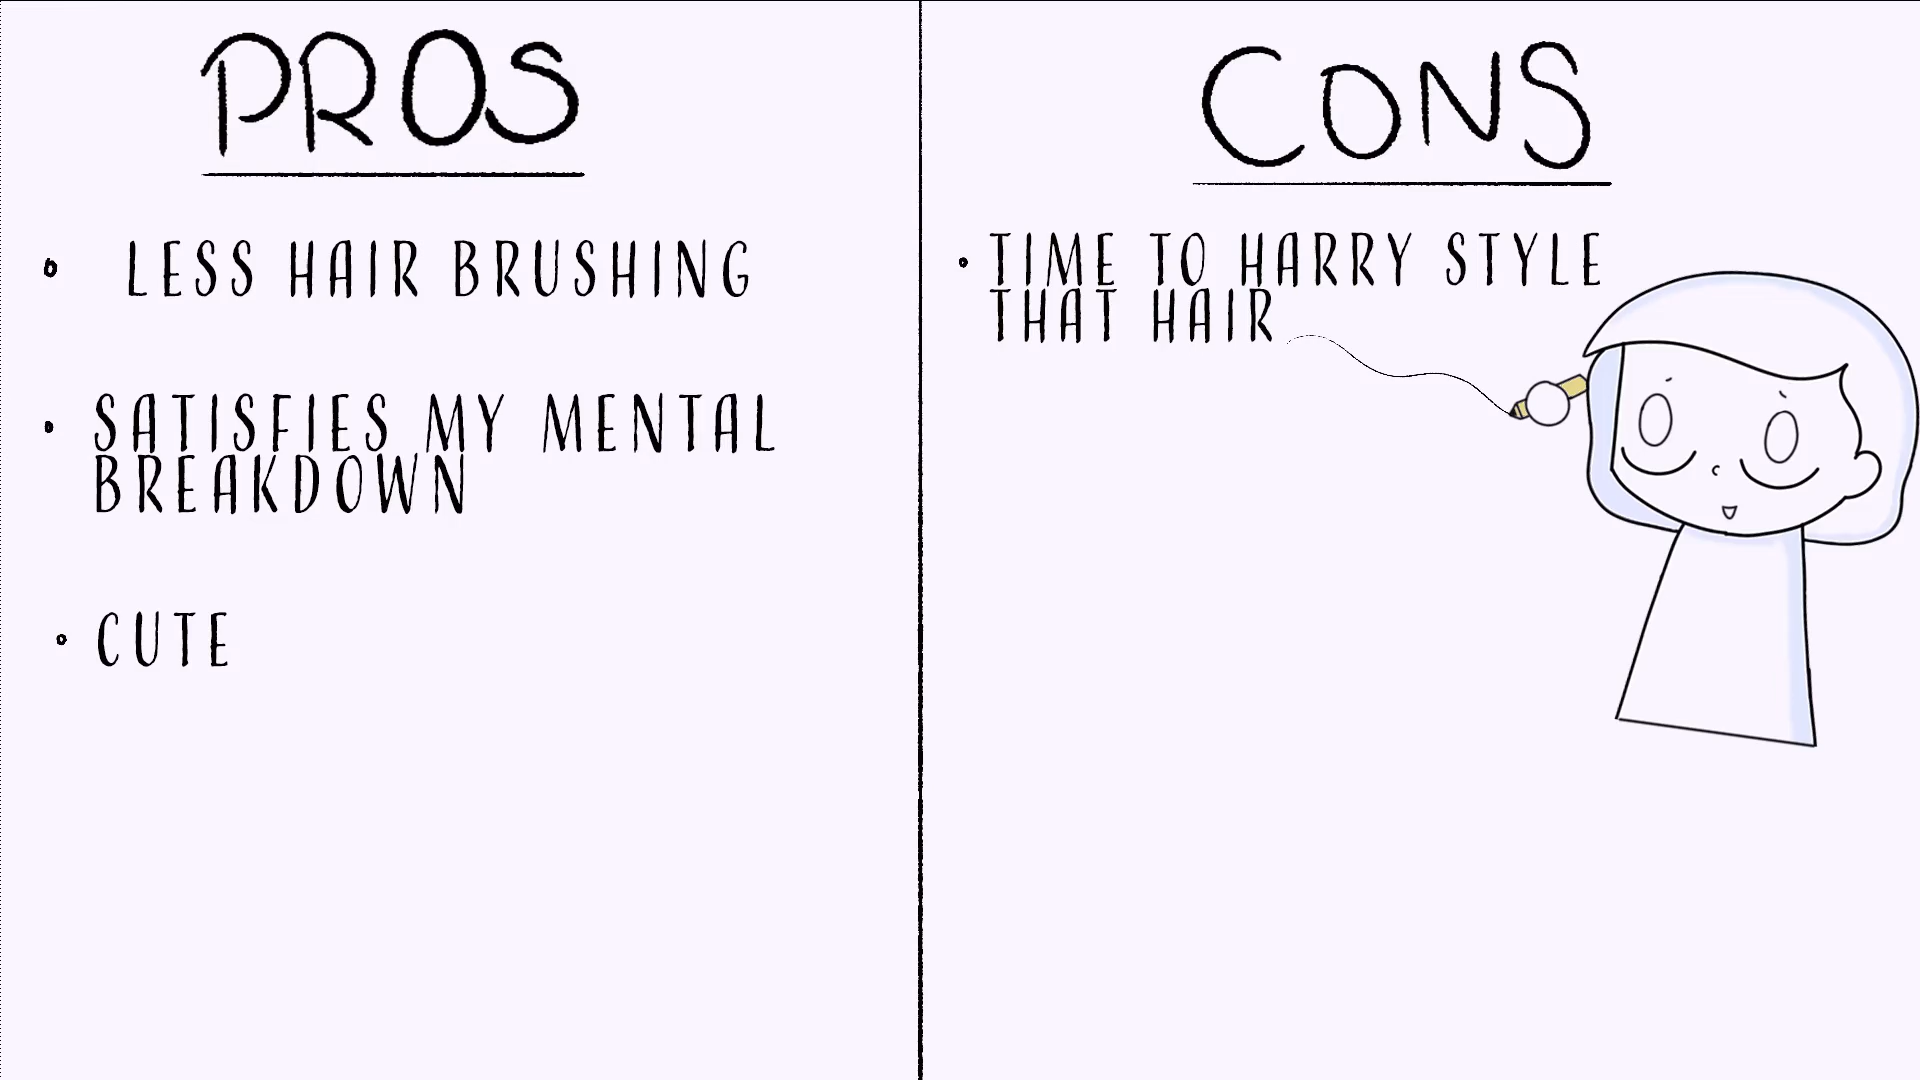 PROS
LESS HAIR BRUSHING
SATISFIES MY MENTAL
BREAKDOWN
CUTE
CONS
TIME TO HARRY STYLE
THAT HAIR